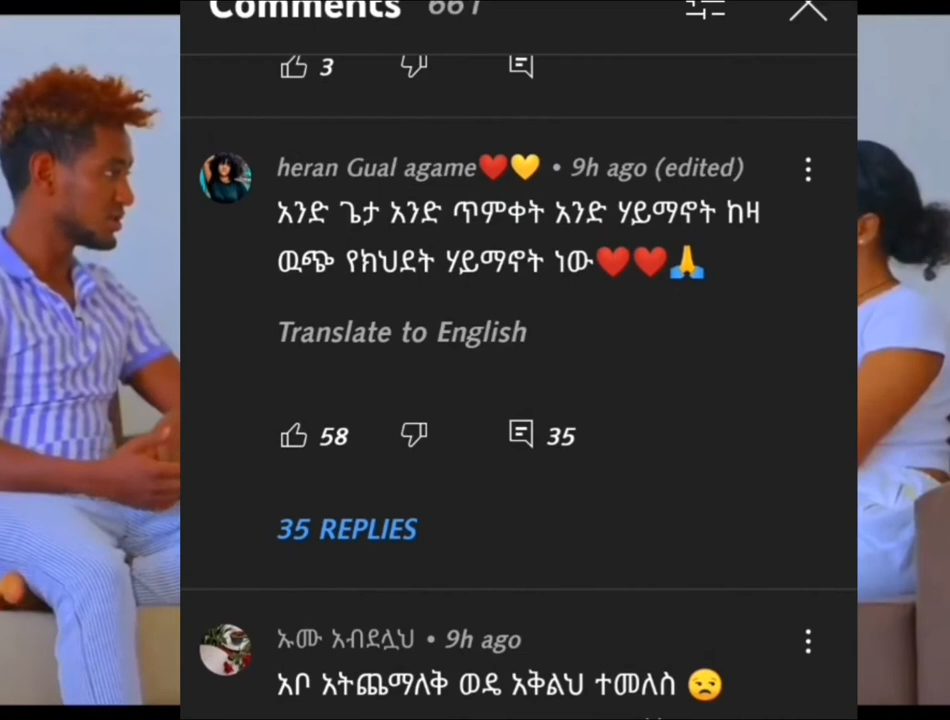 Comments 661
3
heran Gual agame❤️💛 • 9h ago (edited)
አንድ ጌታ አንድ ጥምቀት አንድ ሃይማኖት ከዛ
ዉጭ የክህደት ሃይማኖት ነው❤️❤️🙏
Translate to English
58 35
35 REPLIES
ኡሙ አብደሏህ • 9h ago
አቦ አትጨማለቅ ወዴ አቅልህ ተመለስ 😒